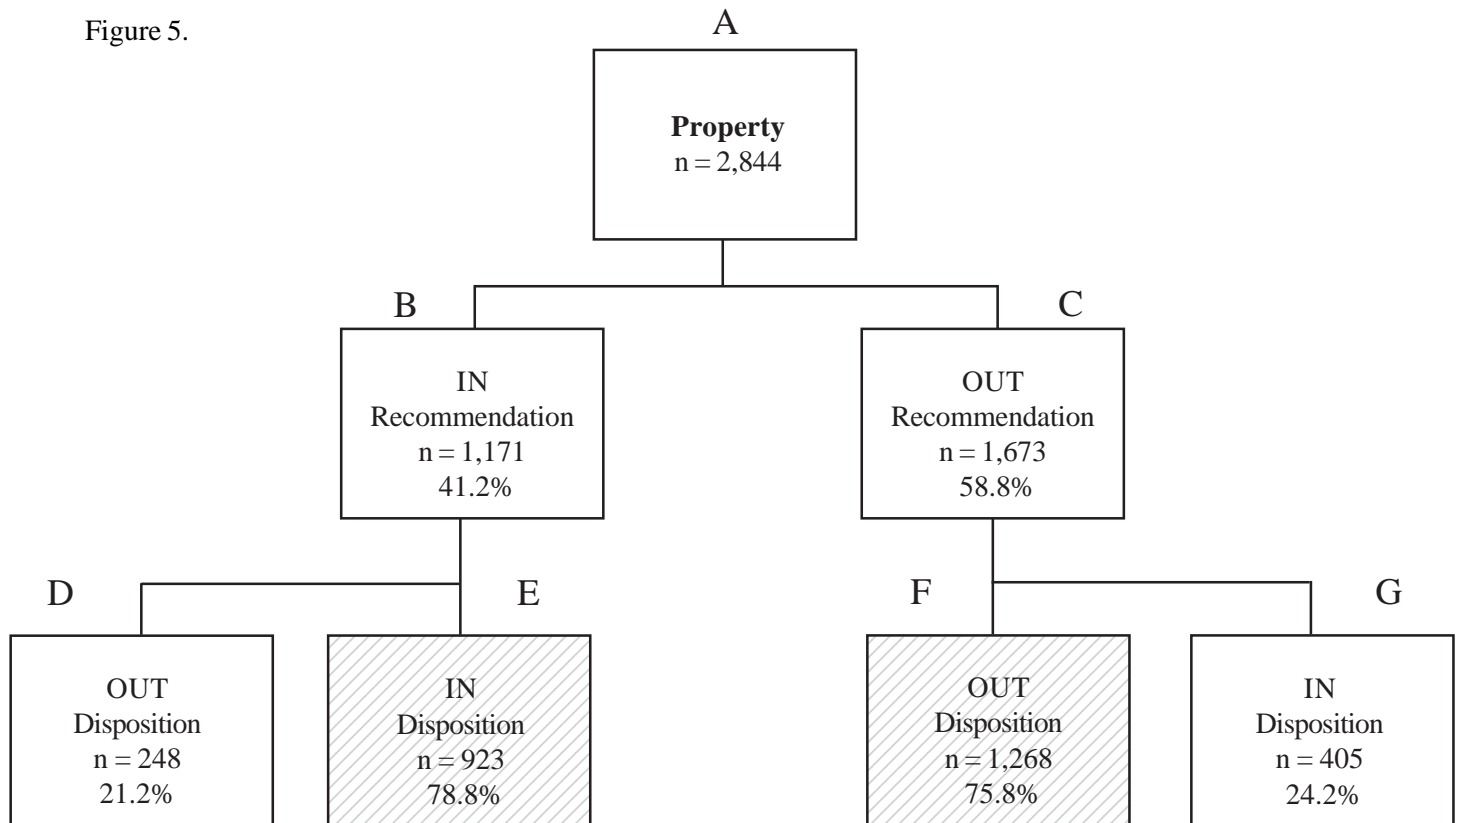 Figure 5.
A
Property
n = 2,844
B
IN
Recommendation
n = 1,171
41.2%
C
OUT
Recommendation
n = 1,673
58.8%
D
OUT
Disposition
n = 248
21.2%
E
IN
Disposition
n = 923
78.8%
F
OUT
Disposition
n = 1,268
75.8%
G
IN
Disposition
n = 405
24.2%